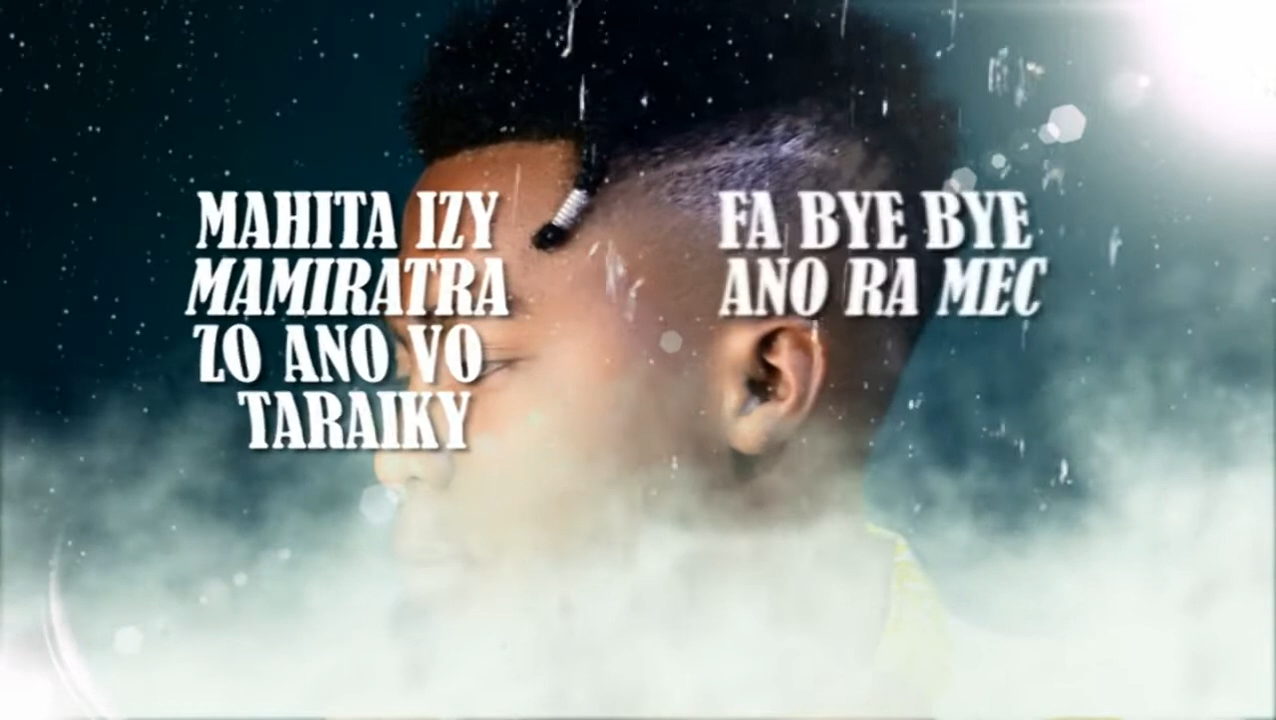 MAHITA IZY
MAMIRATRA
ZO ANO VO
TARAIKY
FA BYE BYE
ANO RA MEC